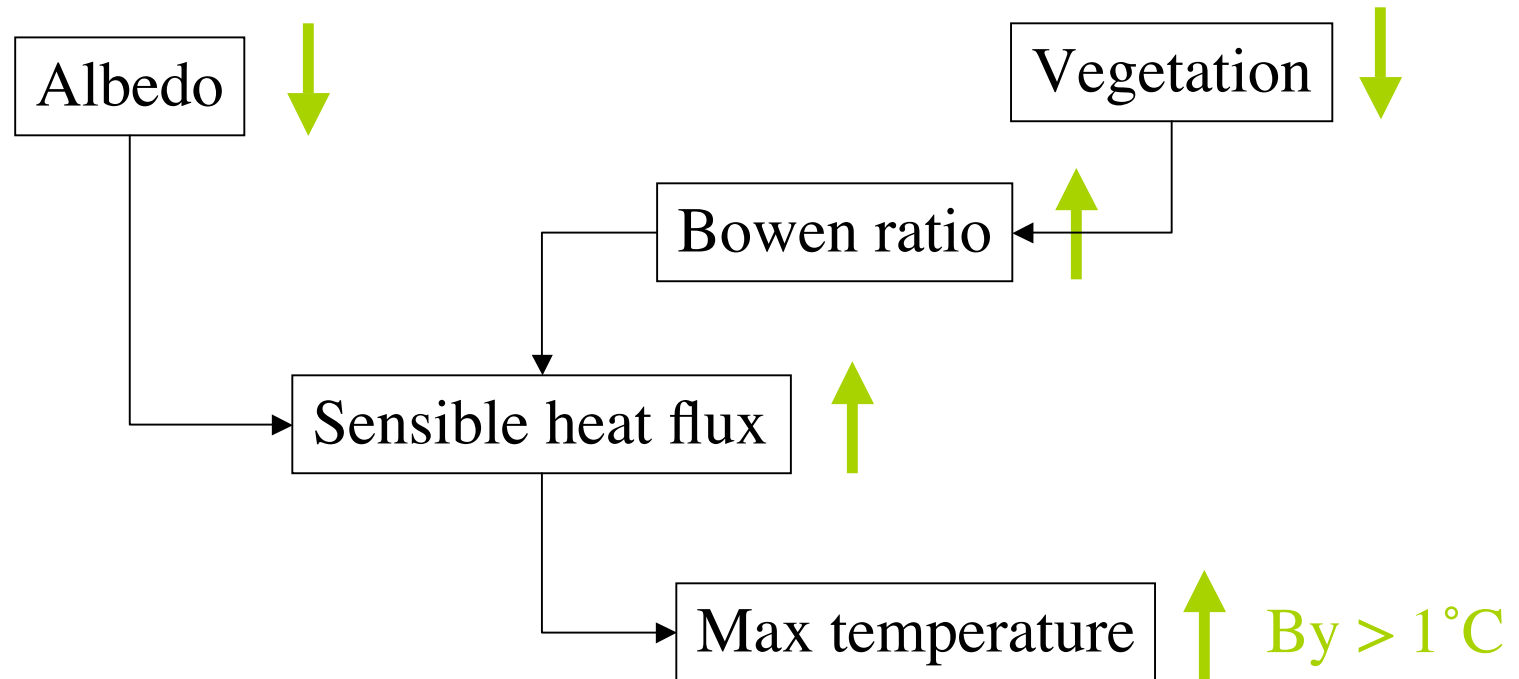 Albedo
Vegetation
Bowen ratio
Sensible heat flux
Max temperature
By > 1˚C